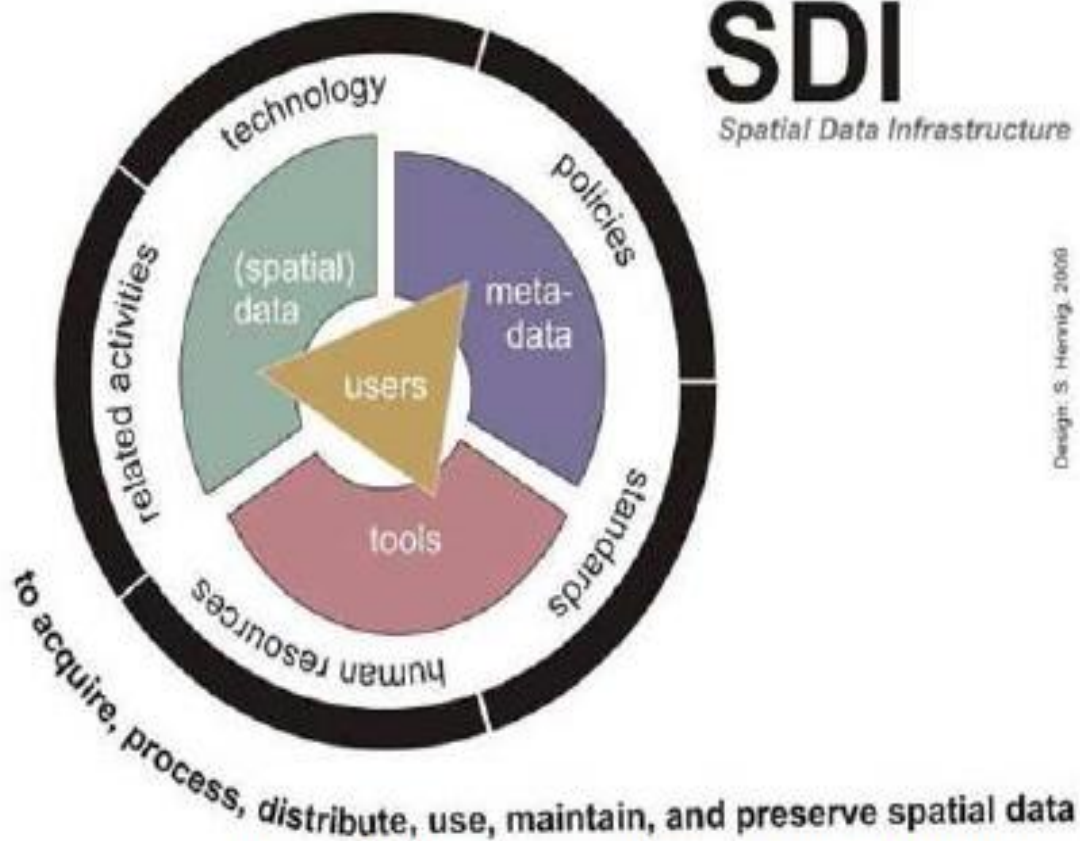 SDI
Spatial Data Infrastructure
technology
policies
standards
human resources
related activities
(spatial)
data
meta-
data
users
tools
to acquire, process, distribute, use, maintain, and preserve spatial data
Design: S. Hennig, 2009